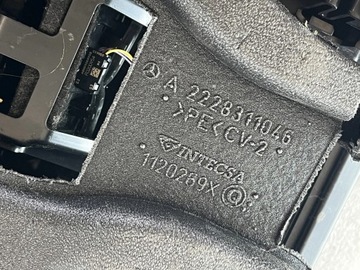 A 2228311046
>PE< CV-2
INTECSA
1120289X Q